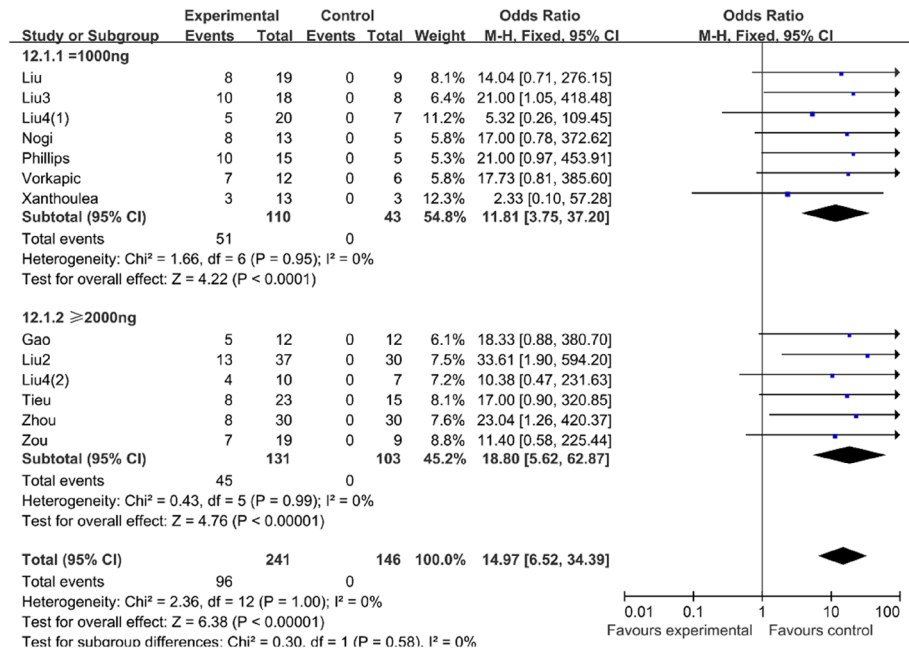 Experimental Control Odds Ratio Odds Ratio
Study or Subgroup Events Total Events Total Weight M-H, Fixed, 95% CI M-H, Fixed, 95% CI
12.1.1 =1000ng
Liu 8 19 0 9 8.1% 14.04 [0.71, 276.15]
Liu3 10 18 0 8 6.4% 21.00 [1.05, 418.48]
Liu4(1) 5 20 0 7 11.2% 5.32 [0.26, 109.45]
Nogi 8 13 0 5 5.8% 17.00 [0.78, 372.62]
Phillips 10 15 0 5 5.3% 21.00 [0.97, 453.91]
Vorkapic 7 12 0 6 5.8% 17.73 [0.81, 385.60]
Xanthoulea 3 13 0 3 12.3% 2.33 [0.10, 57.28]
Subtotal (95% CI) 110 43 54.8% 11.81 [3.75, 37.20]
Total events 51 0
Heterogeneity: Chi² = 1.66, df = 6 (P = 0.95); I² = 0%
Test for overall effect: Z = 4.22 (P < 0.0001)
12.1.2 ≥2000ng
Gao 5 12 0 12 6.1% 18.33 [0.88, 380.70]
Liu2 13 37 0 30 7.5% 33.61 [1.90, 594.20]
Liu4(2) 4 10 0 7 7.2% 10.38 [0.47, 231.63]
Tieu 8 23 0 15 8.1% 17.00 [0.90, 320.85]
Zhou 8 30 0 30 7.6% 23.04 [1.26, 420.37]
Zou 7 19 0 9 8.8% 11.40 [0.58, 225.44]
Subtotal (95% CI) 131 103 45.2% 18.80 [5.62, 62.87]
Total events 45 0
Heterogeneity: Chi² = 0.43, df = 5 (P = 0.99); I² = 0%
Test for overall effect: Z = 4.76 (P < 0.00001)
Total (95% CI) 241 146 100.0% 14.97 [6.52, 34.39]
Total events 96 0
Heterogeneity: Chi² = 2.36, df = 12 (P = 1.00); I² = 0%
Test for overall effect: Z = 6.38 (P < 0.00001)
Test for subgroup differences: Chi² = 0.30, df = 1 (P = 0.58), I² = 0%
0.01 0.1 1 10 100
Favours experimental Favours control